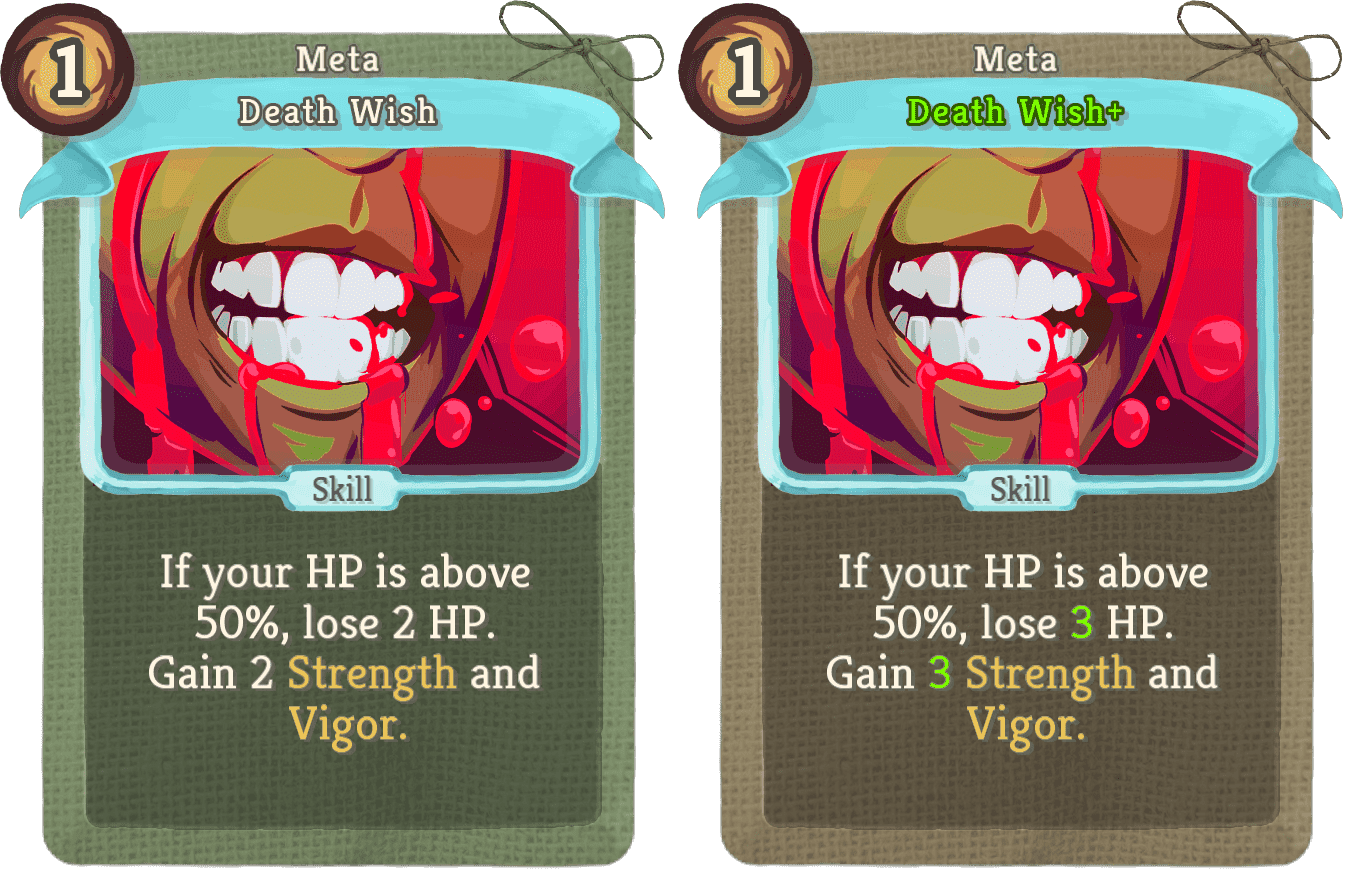 1
Meta
Death Wish
Skill
If your HP is above
50%, lose 2 HP.
Gain 2 Strength and
Vigor.
1
Meta
Death Wish+
Skill
If your HP is above
50%, lose 3 HP.
Gain 3 Strength and
Vigor.